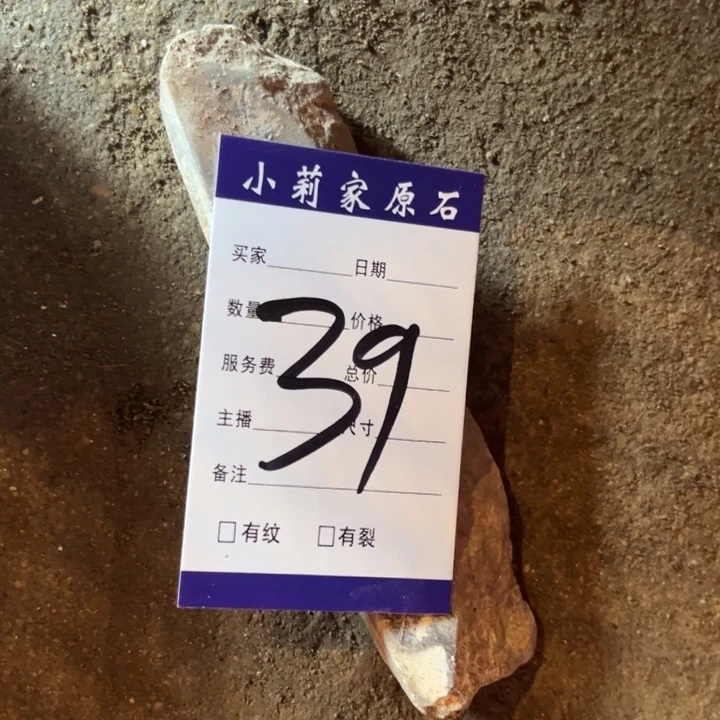 小莉家原石
买家 日期
数量 价格
服务费 总价
主播 尺寸
备注
39
□有纹 □有裂